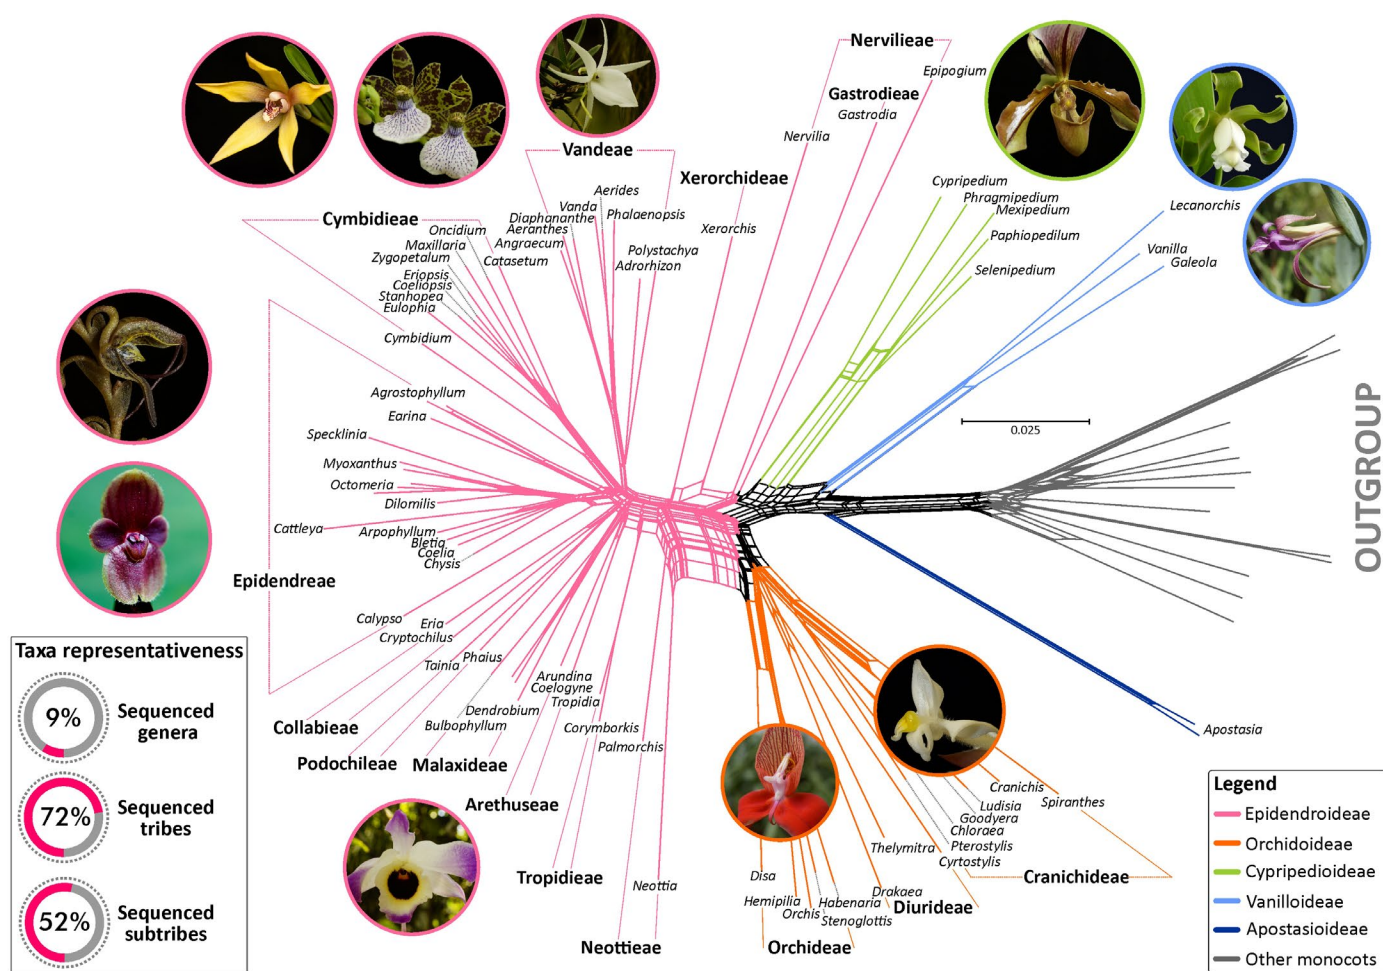 Nervilieae
Epipogium
Gastrodieae
Gastrodia
Nervilia
Vandeae
Xerorchideae
Cypripedium
Phragmipedium
Mexipedium
Lecanorchis
Aerides
Vanda
Phalaenopsis
Diaphananthe
Aeranthes
Angraecum
Xerorchis
Paphiopedilum
Vanilla
Galeola
Selenipedium
Cymbidieae
Oncidium
Maxillaria
Catasetum
Polystachya
Adrorhizon
Zygopetalum
Eriopsis
Coeliopsis
Stanhopea
Eulophia
Cymbidium
Agrostophyllum
Earina
Specklinia
Myoxanthus
Octomeria
Dilomilis
Cattleya
Arpophyllum
Bletia
Coelia
Chysis
0.025
OUTGROUP
Epidendreae
Calypso
Eria
Cryptochilus
Tainia
Phaius
Arundina
Coelogyne
Tropidia
Dendrobium
Bulbophyllum
Corymborkis
Palmorchis
Collabieae
Podochileae
Malaxideae
Arethuseae
Tropidieae
Neottia
Neottieae
Apostasia
Cranichis
Spiranthes
Ludisia
Goodyera
Chloraea
Pterostylis
Cyrtostylis
Thelymitra
Cranichideae
Disa
Hemipilia
Orchis
Habenaria
Stenoglottis
Drakaea
Diurideae
Orchideae
Taxa representativeness
9%
Sequenced
genera
72%
Sequenced
tribes
52%
Sequenced
subtribes
Legend
Epidendroideae
Orchidoideae
Cypripedioideae
Vanilloideae
Apostasioideae
Other monocots